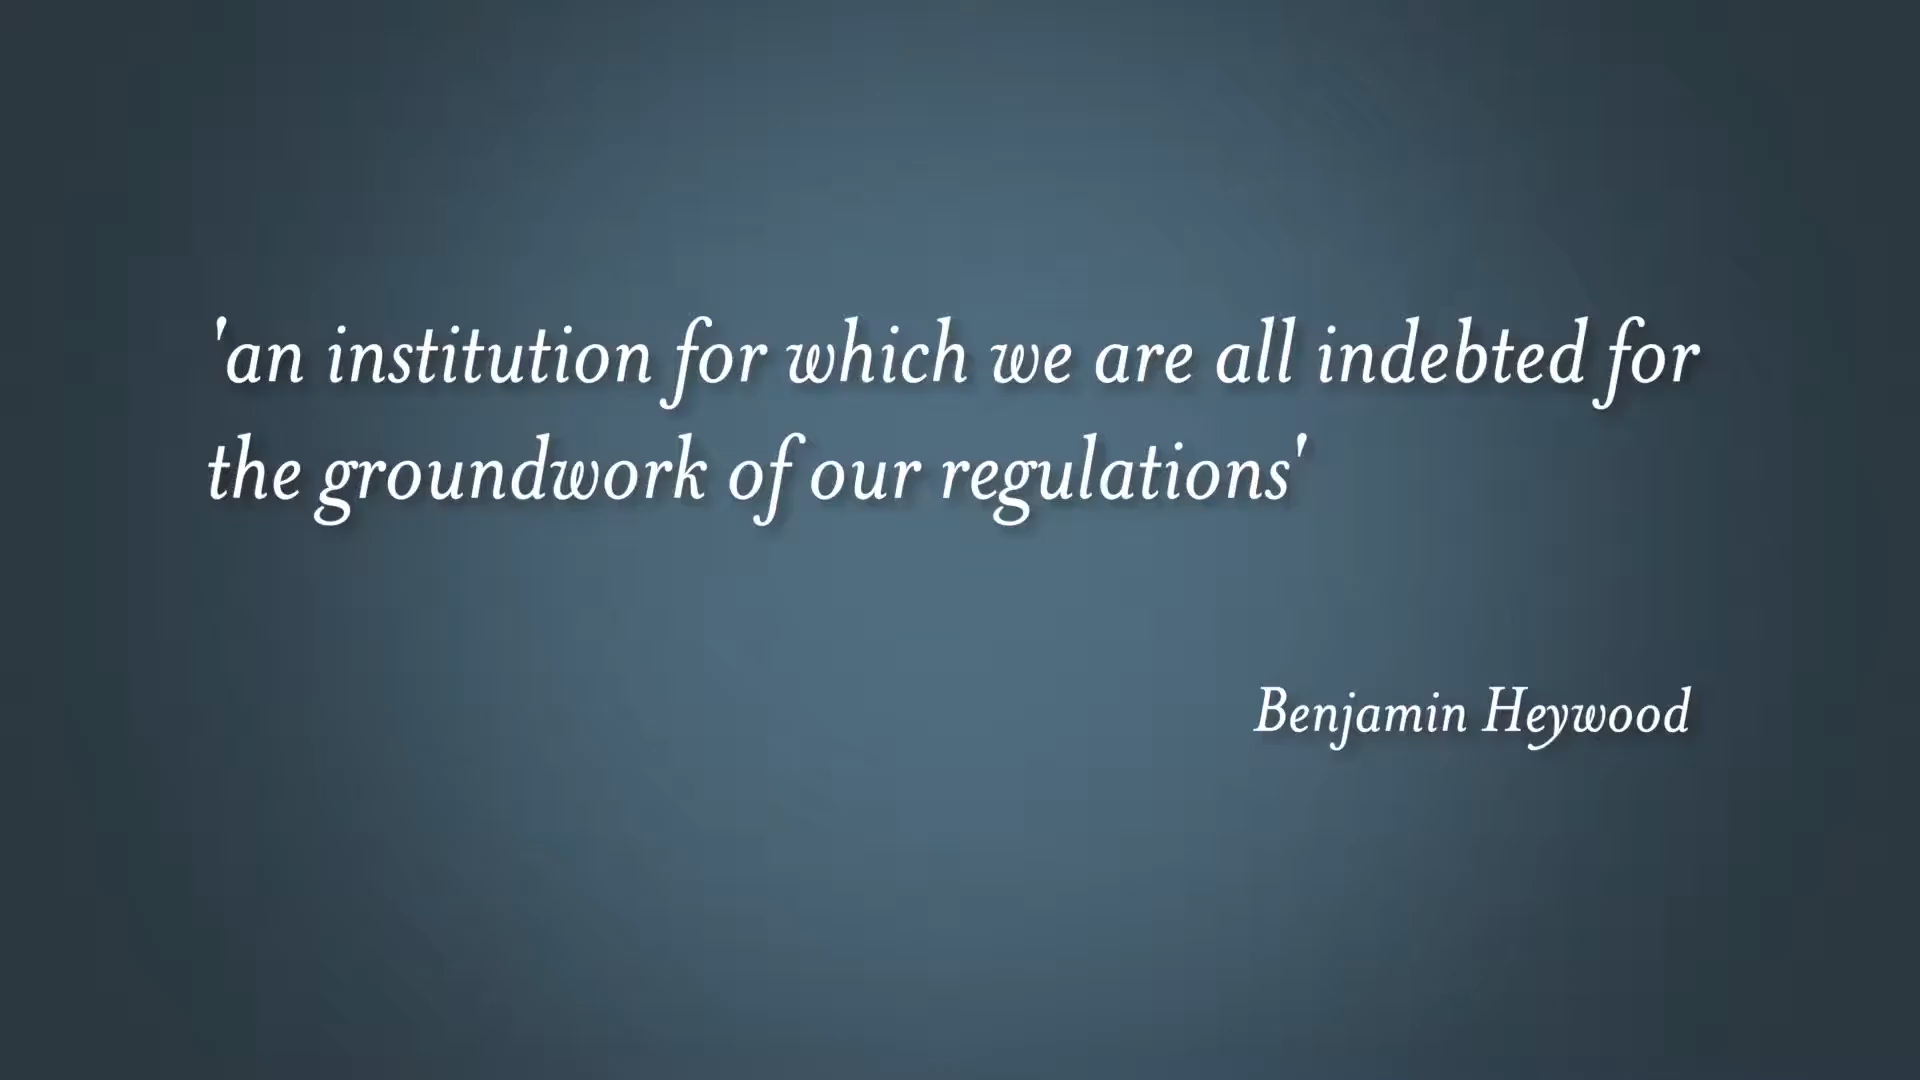 'an institution for which we are all indebted for
the groundwork of our regulations'
Benjamin Heywood